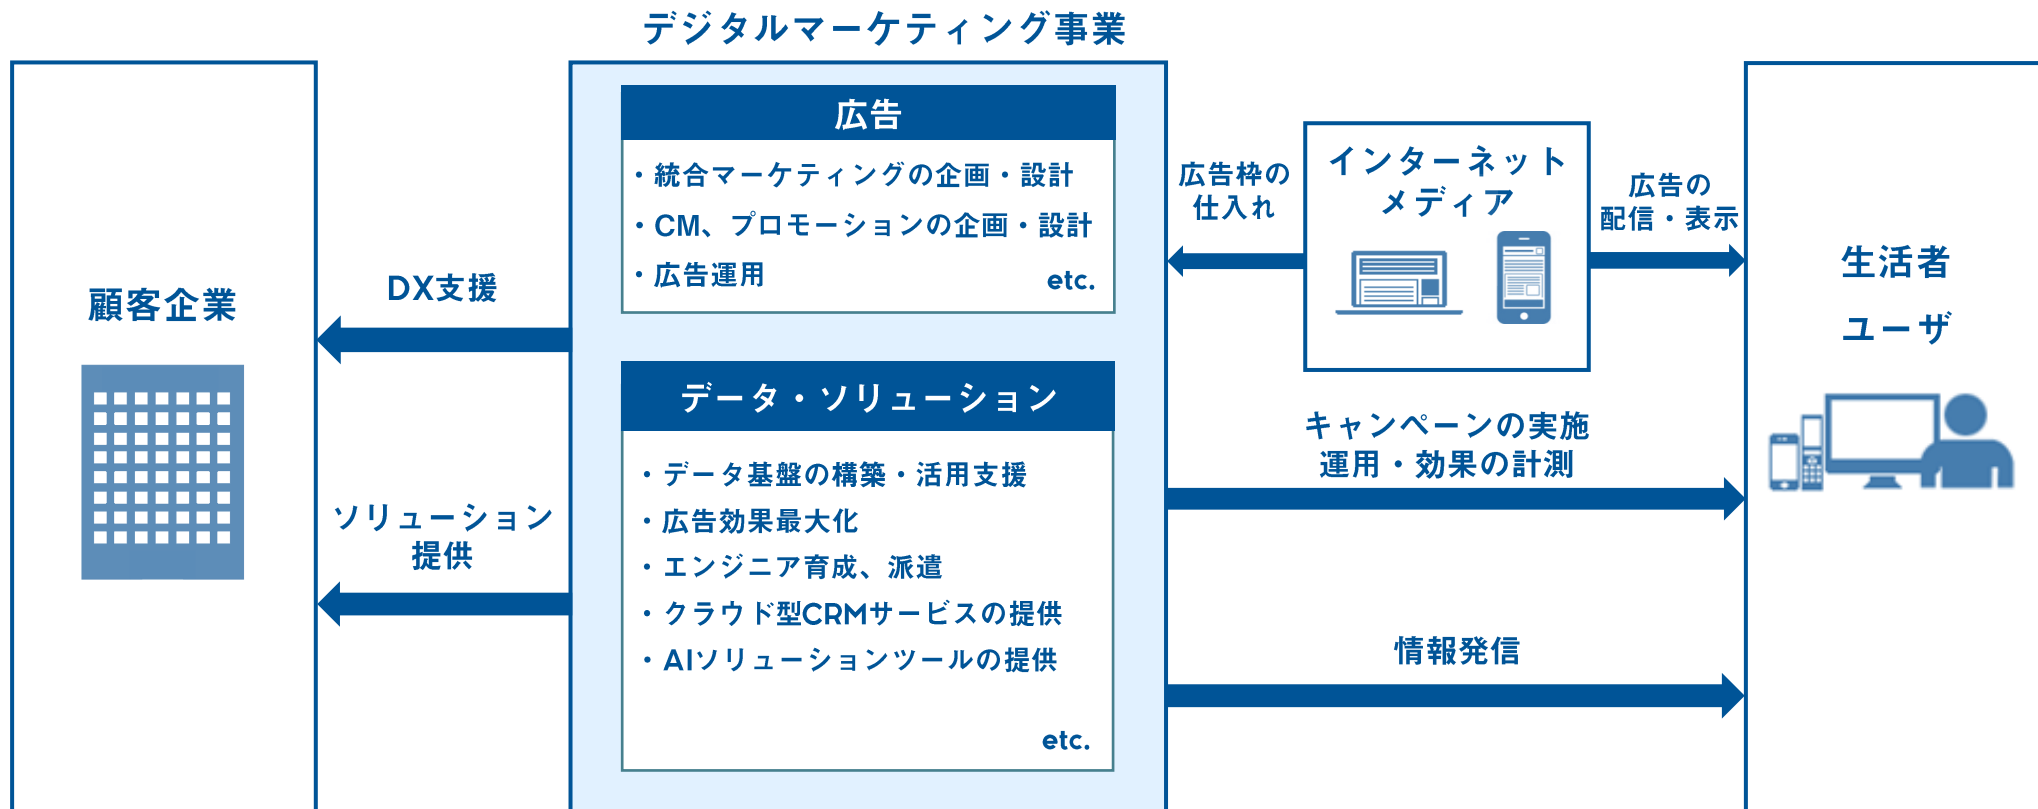 デジタルマーケティング事業
顧客企業
DX支援
ソリューション
提供
広告
・統合マーケティングの企画・設計
・CM、プロモーションの企画・設計
・広告運用
etc.
データ・ソリューション
・データ基盤の構築・活用支援
・広告効果最大化
・エンジニア育成、派遣
・クラウド型CRMサービスの提供
・AIソリューションツールの提供
etc.
広告枠の
仕入れ
インターネット
メディア
広告の
配信・表示
キャンペーンの実施
運用・効果の計測
情報発信
生活者
ユーザ